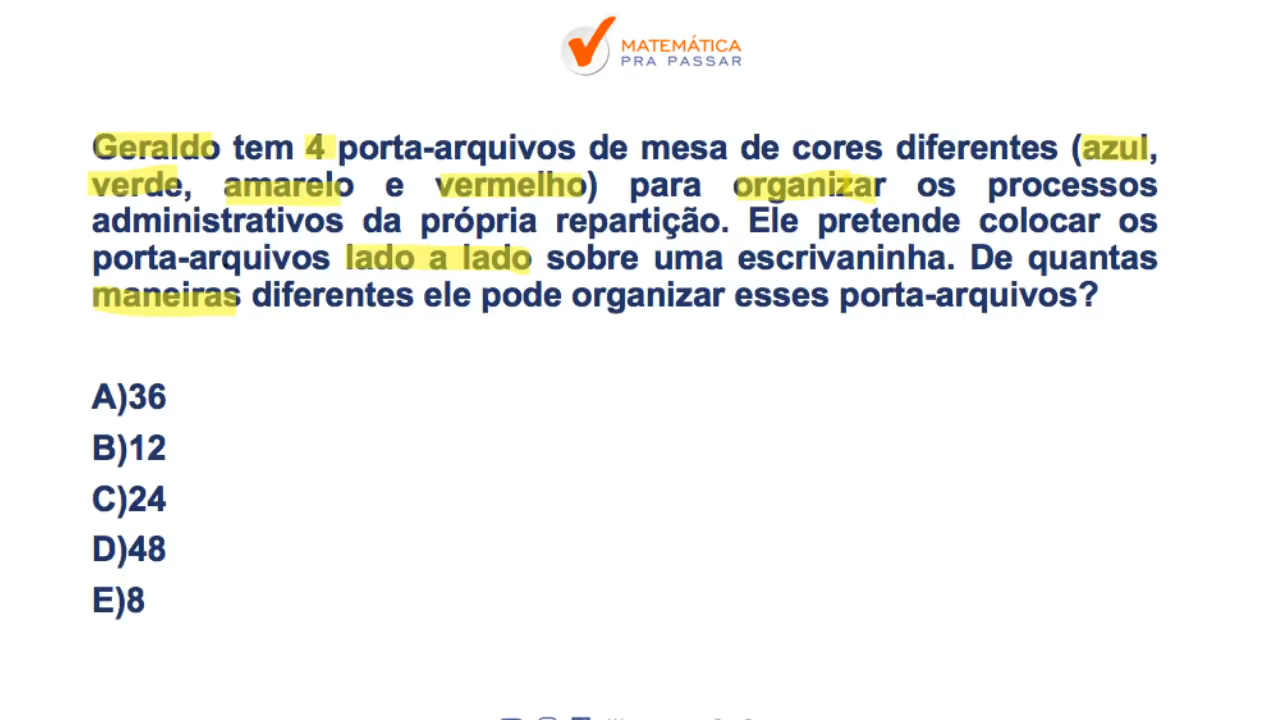 MATEMÁTICA
PRA PASSAR
Geraldo tem 4 porta-arquivos de mesa de cores diferentes (azul,
verde, amarelo e vermelho) para organizar os processos
administrativos da própria repartição. Ele pretende colocar os
porta-arquivos lado a lado sobre uma escrivaninha. De quantas
maneiras diferentes ele pode organizar esses porta-arquivos?
A)36
B)12
C)24
D)48
E)8